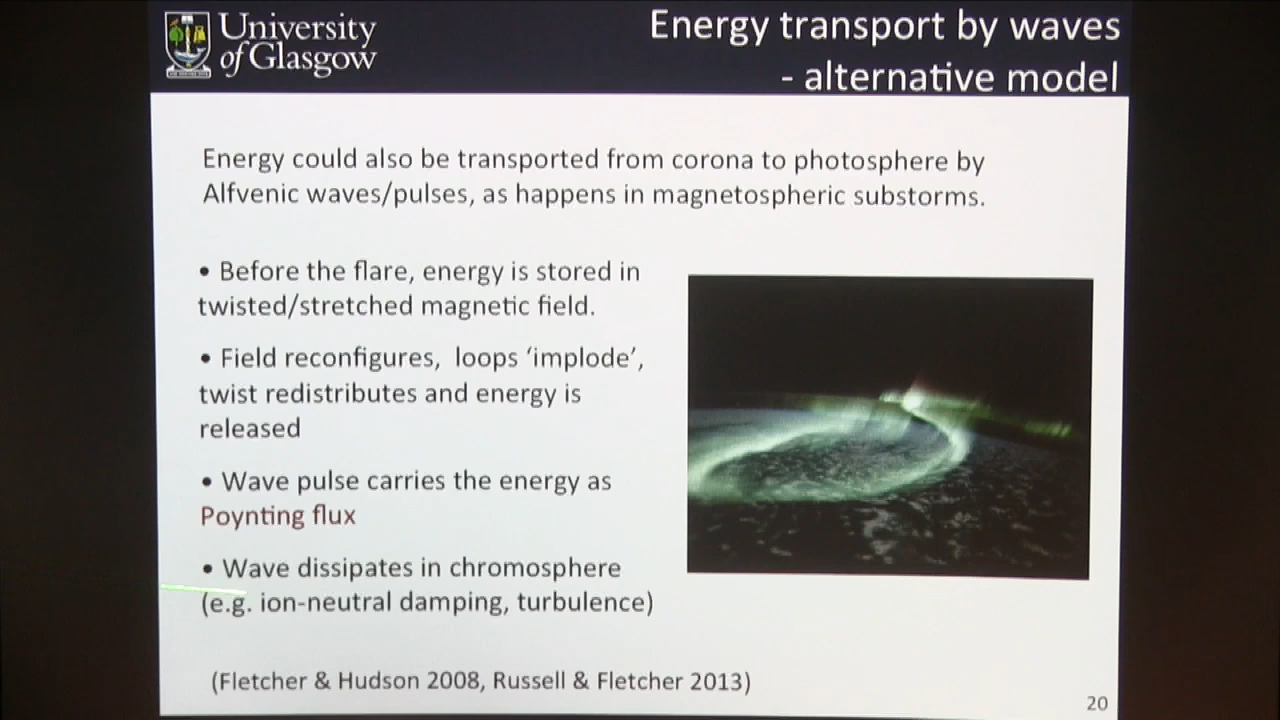 University
of Glasgow
Energy transport by waves
- alternative model
Energy could also be transported from corona to photosphere by
Alfvenic waves/pulses, as happens in magnetospheric substorms.
• Before the flare, energy is stored in
twisted/stretched magnetic field.
• Field reconfigures, loops ‘implode’,
twist redistributes and energy is
released
• Wave pulse carries the energy as
Poynting flux
• Wave dissipates in chromosphere
(e.g. ion-neutral damping, turbulence)
(Fletcher & Hudson 2008, Russell & Fletcher 2013)
20